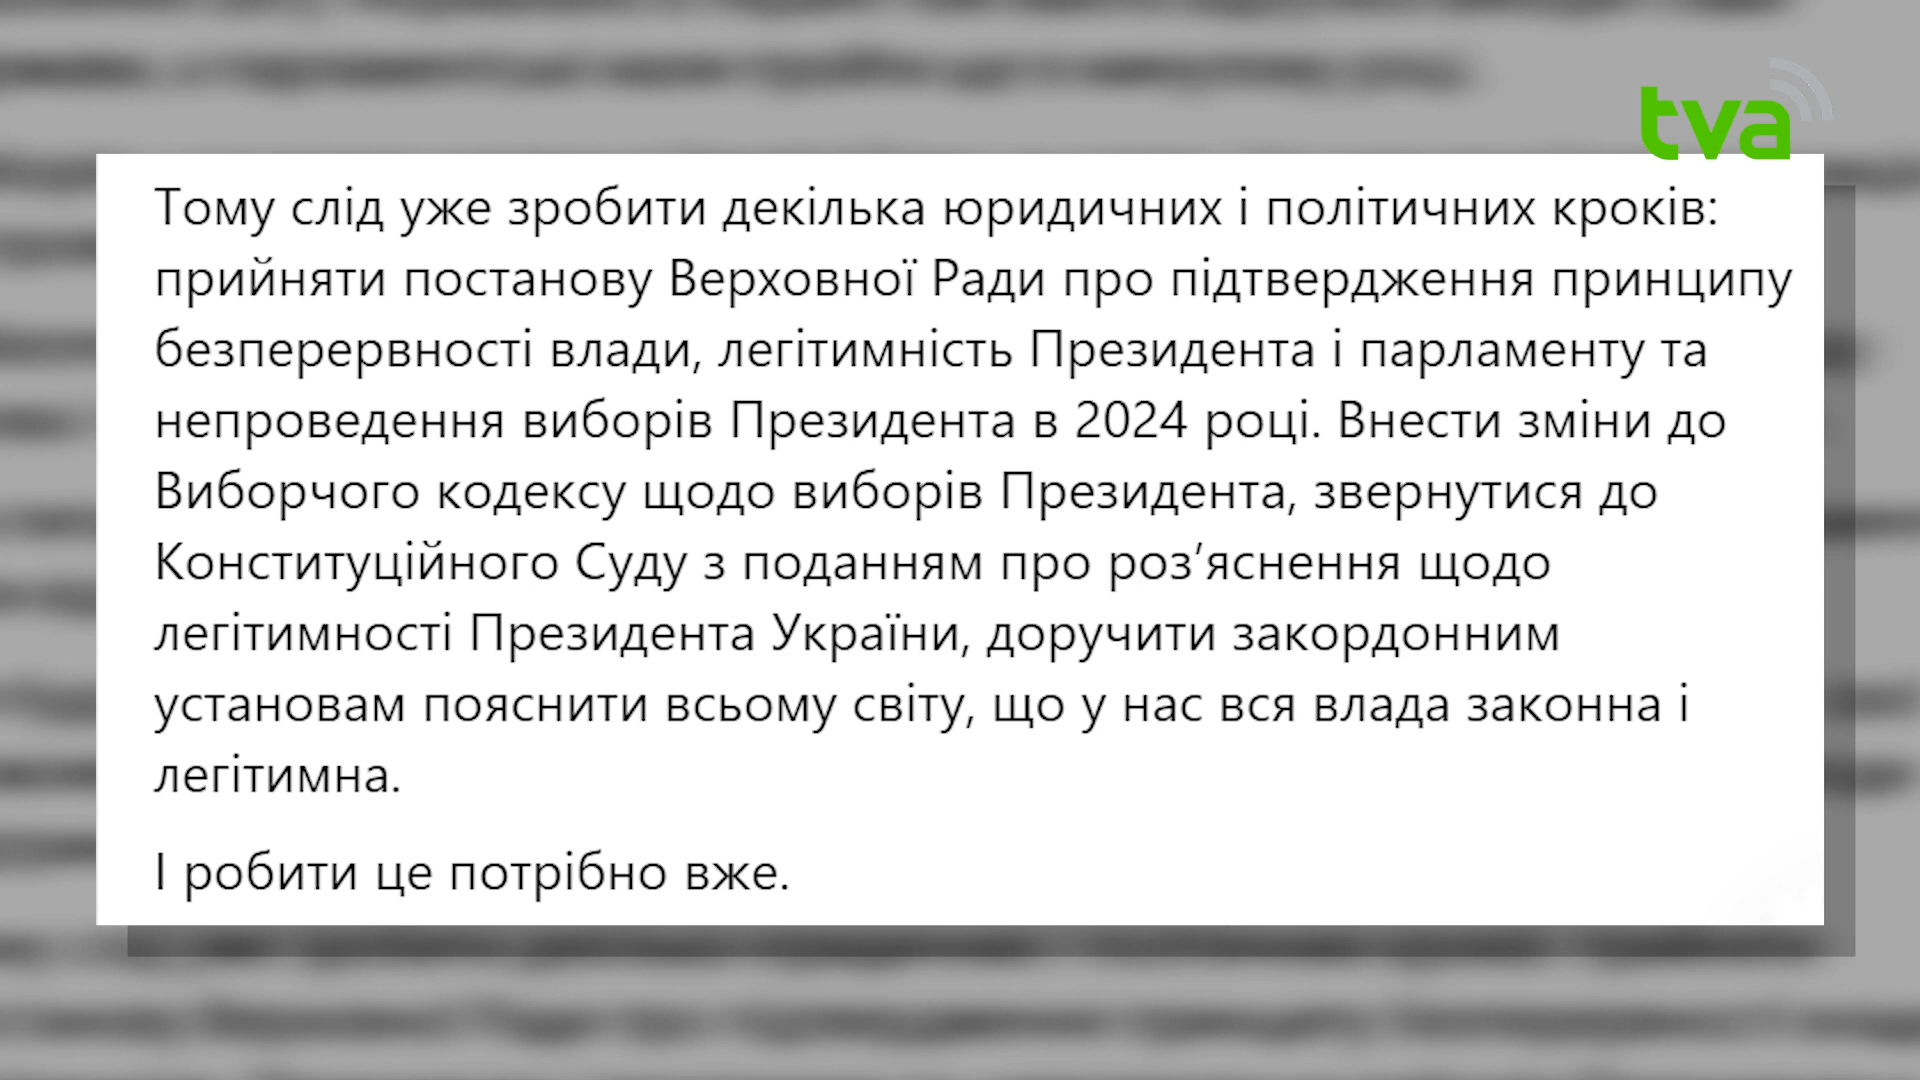 tva
Тому слід уже зробити декілька юридичних і політичних кроків:
прийняти постанову Верховної Ради про підтвердження принципу
безперервності влади, легітимність Президента і парламенту та
непроведення виборів Президента в 2024 році. Внести зміни до
Виборчого кодексу щодо виборів Президента, звернутися до
Конституційного Суду з поданням про роз’яснення щодо
легітимності Президента України, доручити закордонним
установам пояснити всьому світу, що у нас вся влада законна і
легітимна.
І робити це потрібно вже.